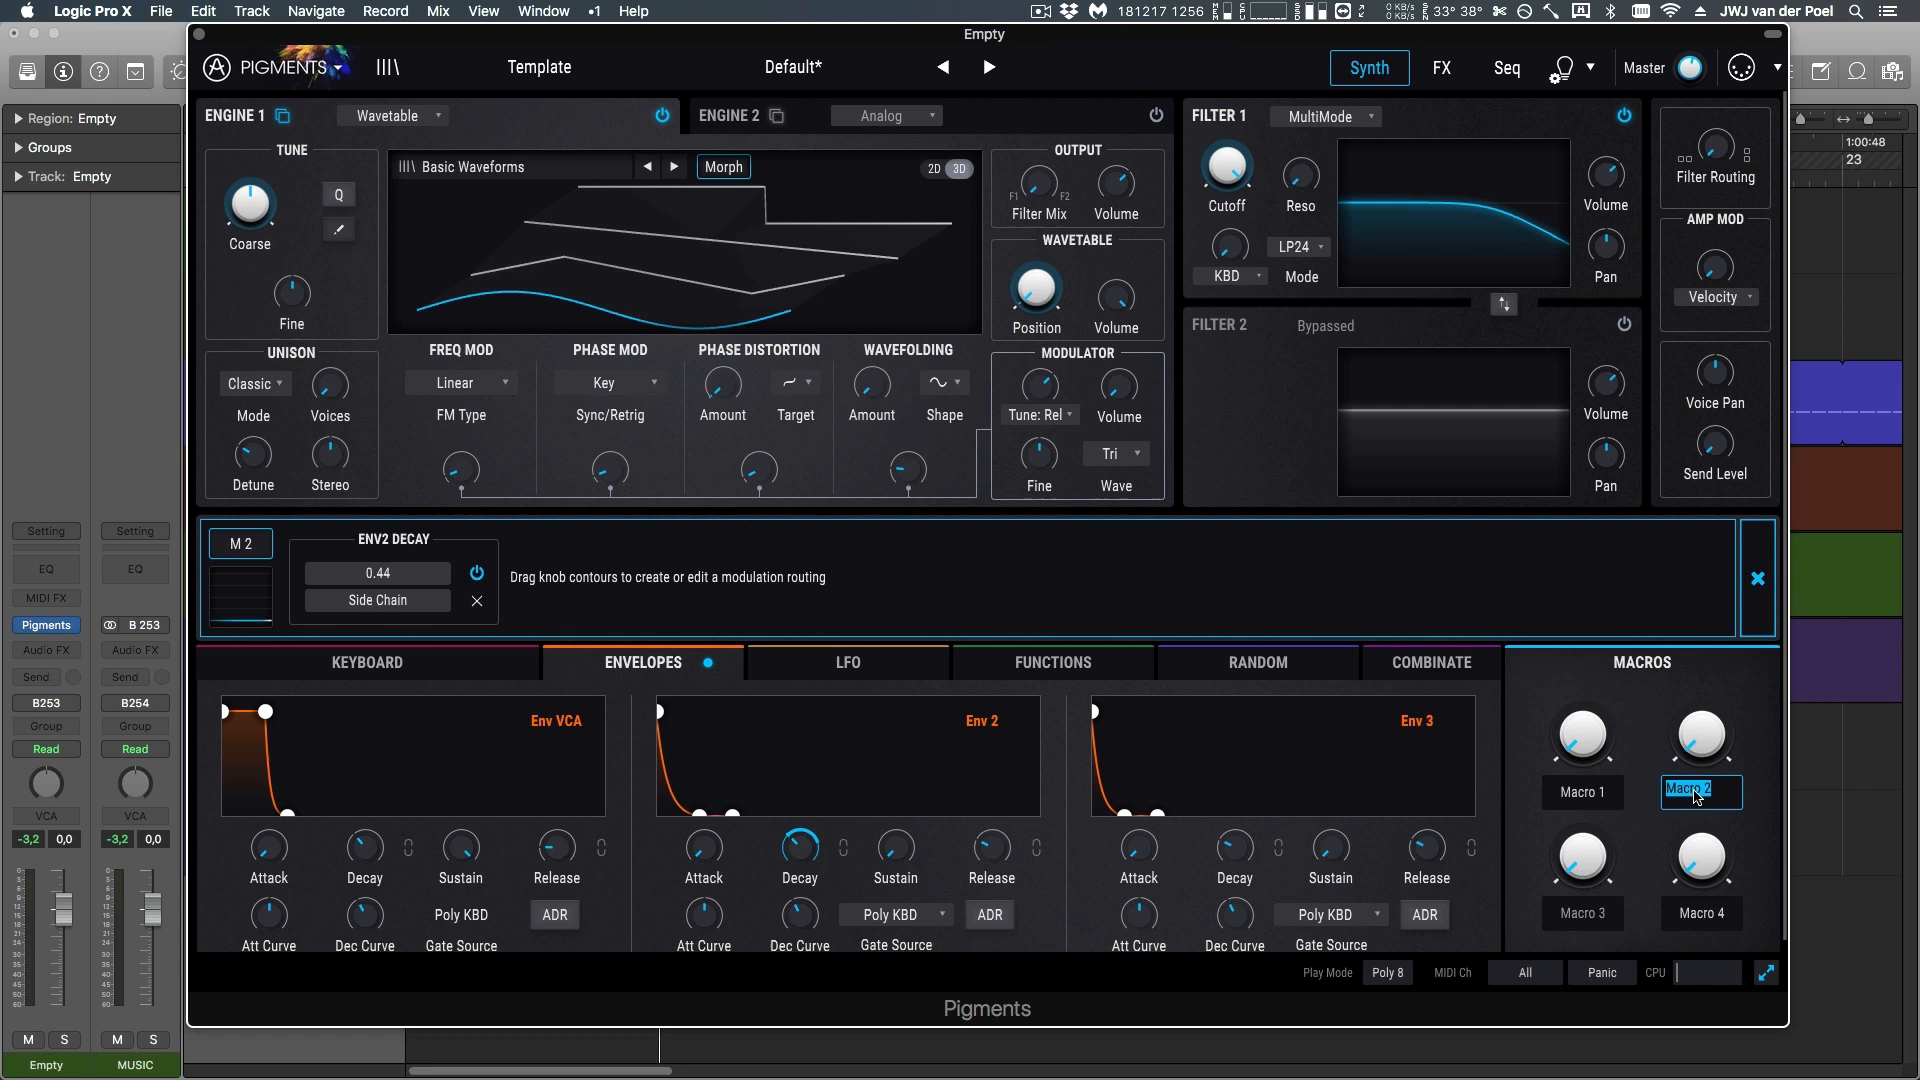 Logic Pro X File Edit Track Navigate Record Mix View Window •1 Help
181217 1256 0 KB/s 0 KB/s 33° 38° JWJ van der Poel
Empty
PIGMENTS Template Default* Synth FX Seq Master
Region: Empty
Groups
Track: Empty
1:00:48
23
ENGINE 1 Wavetable ENGINE 2 Analog FILTER 1 MultiMode
TUNE
Q
Coarse
Fine
Basic Waveforms Morph 2D 3D
OUTPUT
F1 F2
Filter Mix Volume
WAVETABLE
Position Volume
MODULATOR
Tune: Rel Volume
Tri
Fine Wave
UNISON
Classic
Mode Voices
Detune Stereo
FREQ MOD PHASE MOD PHASE DISTORTION WAVEFOLDING
Linear Key
FM Type Sync/Retrig Amount Target Amount Shape
Cutoff Reso Volume
LP24
KBD Mode Pan
FILTER 2 Bypassed
Volume
Pan
Filter Routing
AMP MOD
Velocity
Voice Pan
Send Level
M 2
ENV2 DECAY
0.44
Side Chain
Drag knob contours to create or edit a modulation routing
KEYBOARD ENVELOPES LFO FUNCTIONS RANDOM COMBINATE MACROS
Env VCA Env 2 Env 3
Attack Decay Sustain Release Attack Decay Sustain Release Attack Decay Sustain Release
Poly KBD ADR Poly KBD ADR Poly KBD ADR
Att Curve Dec Curve Gate Source Att Curve Dec Curve Gate Source Att Curve Dec Curve Gate Source
Macro 1 Macro 2
Macro 3 Macro 4
Play Mode Poly 8 MIDI Ch All Panic CPU
Pigments
Setting Setting
EQ EQ
MIDI FX
Pigments B 253
Audio FX Audio FX
Send Send
B253 B254
Group Group
Read Read
VCA VCA
-3,2 0,0 -3,2 0,0
M S M S
Empty MUSIC